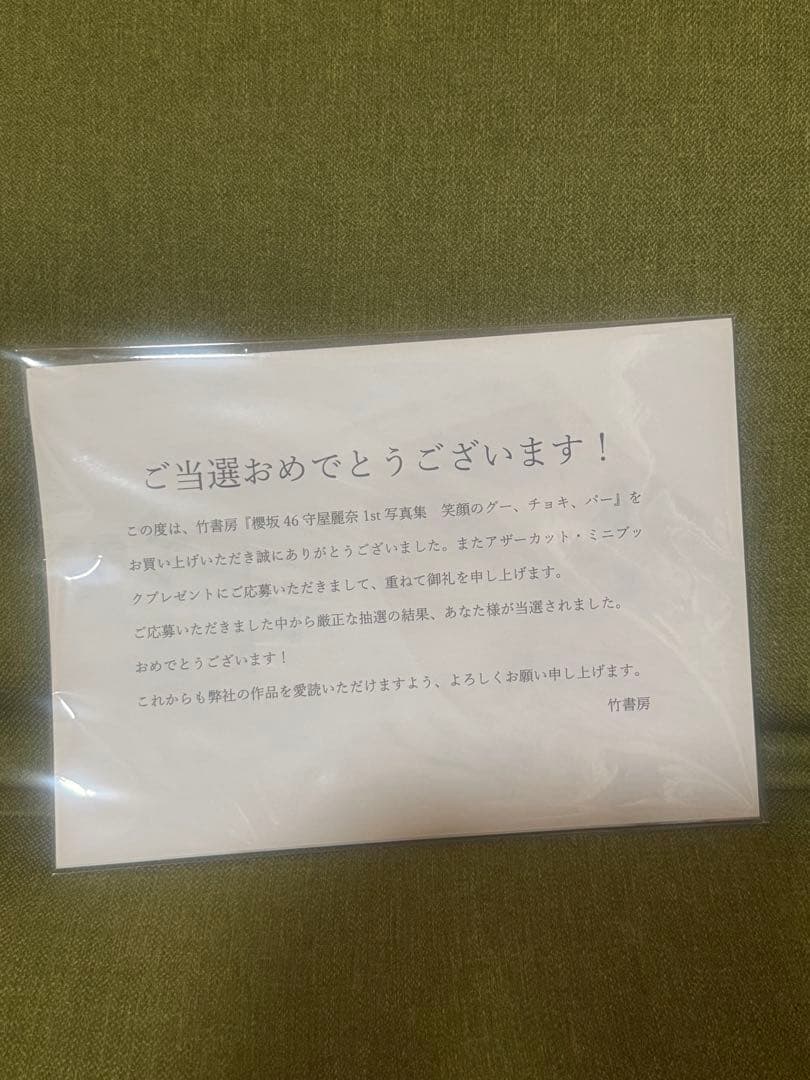 ご当選おめでとうございます！
この度は、竹書房『櫻坂46守屋麗奈1st写真集　笑顔のグー、チョキ、パー』を
お買い上げいただき誠にありがとうございました。またアザーカット・ミニブッ
クプレゼントにご応募いただきまして、重ねて御礼を申し上げます。
ご応募いただきました中から厳正な抽選の結果、あなた様が当選されました。
おめでとうございます！
これからも弊社の作品を愛読いただけますよう、よろしくお願い申し上げます。
竹書房